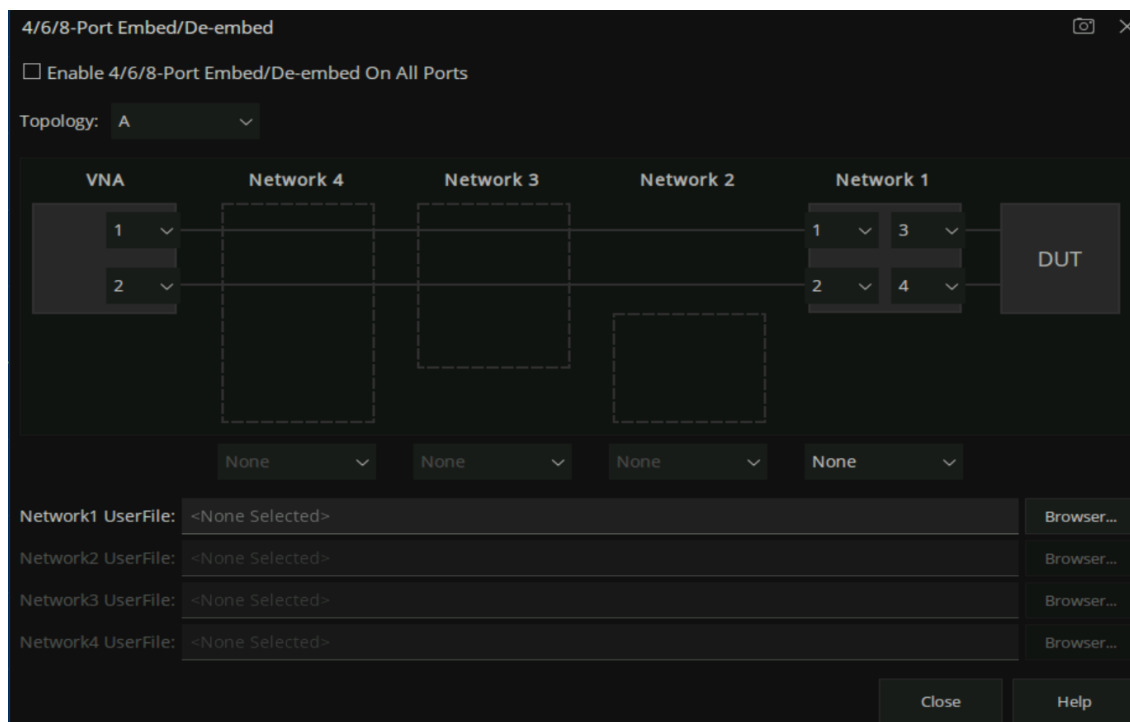 4/6/8-Port Embed/De-embed
Enable 4/6/8-Port Embed/De-embed On All Ports
Topology: A
VNA Network 4 Network 3 Network 2 Network 1
1 1 3
DUT
2 2 4
None None None None
Network1 UserFile: <None Selected> Browser...
Network2 UserFile: <None Selected> Browser...
Network3 UserFile: <None Selected> Browser...
Network4 UserFile: <None Selected> Browser...
Close Help